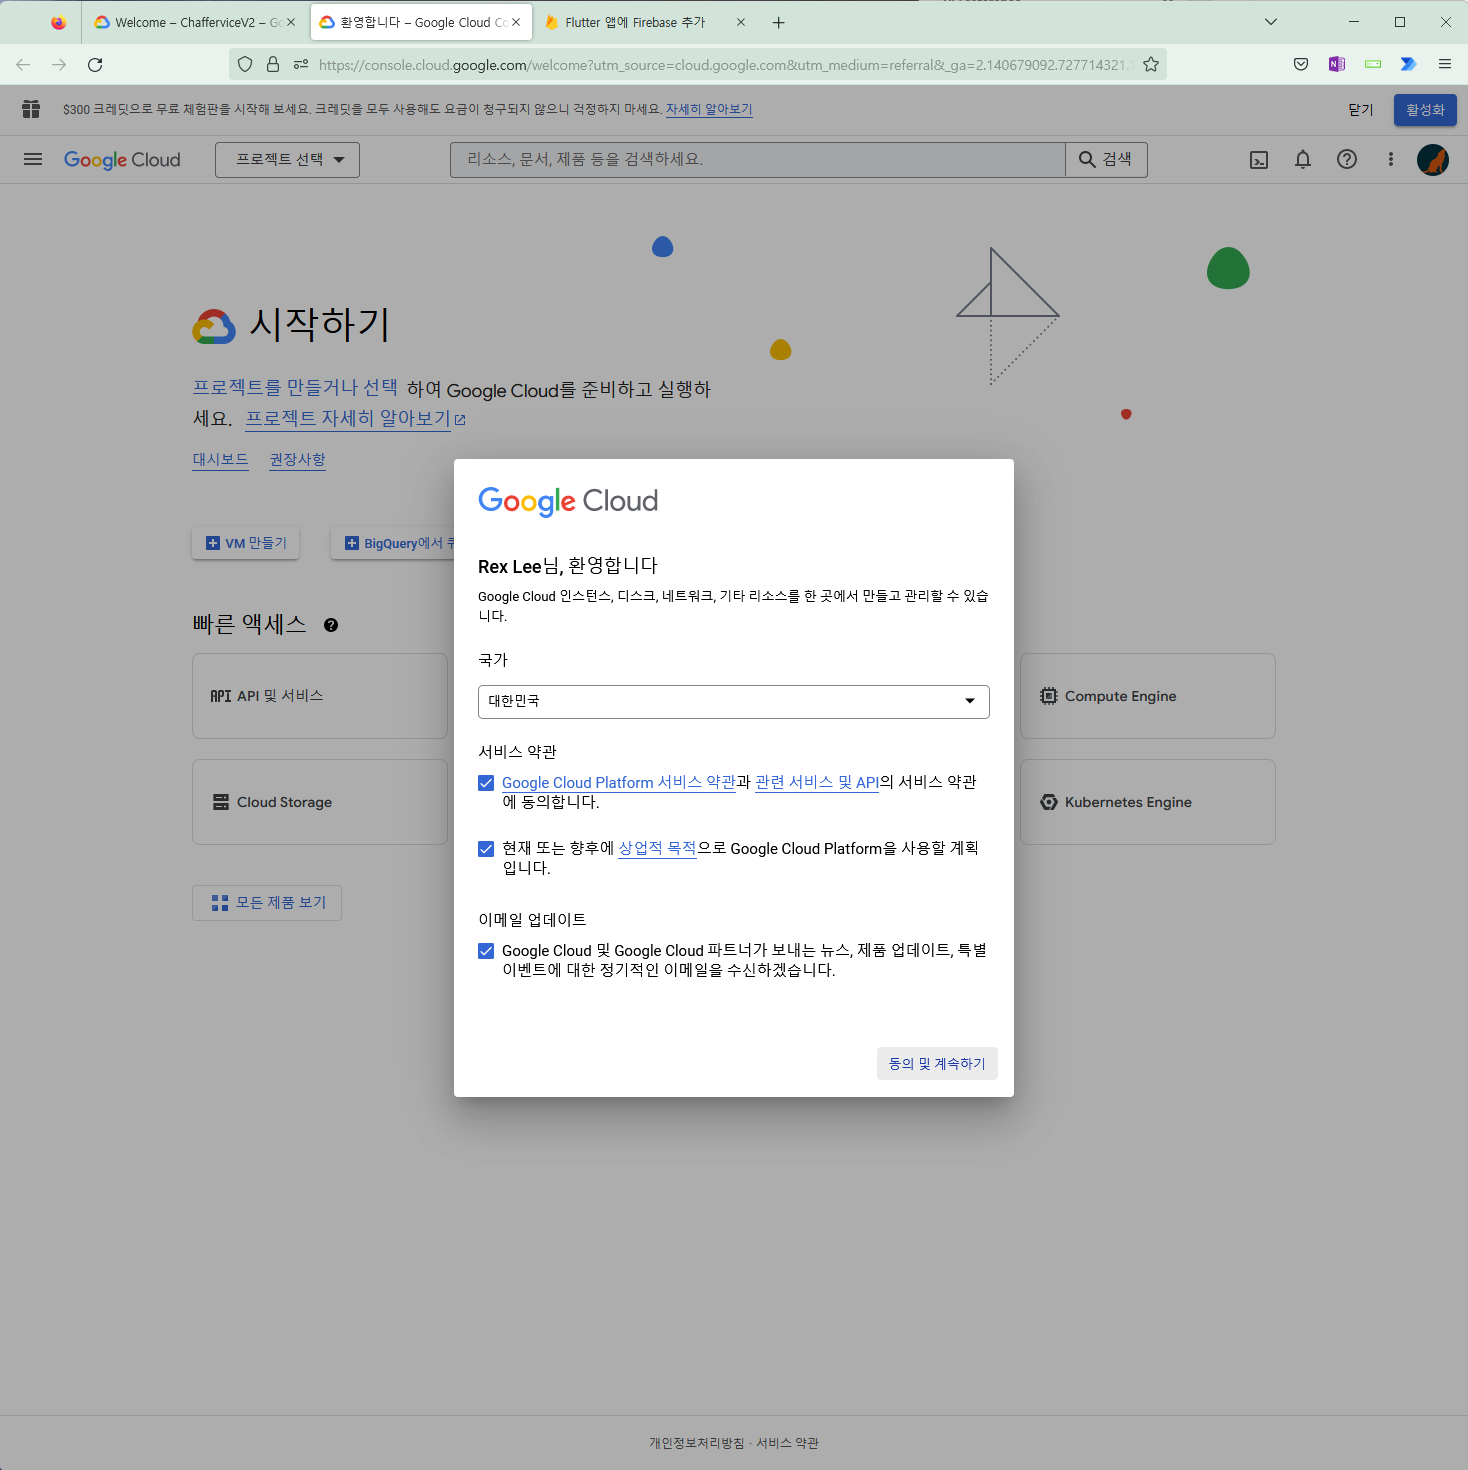 Welcome – ChafferviceV2 – Go
환영합니다 – Google Cloud Co
Flutter 앱에 Firebase 추가
https://console.cloud.google.com/welcome?utm_source=cloud.google.com&utm_medium=referral&_ga=2.140679092.727714321.
$300 크레딧으로 무료 체험판을 시작해 보세요. 크레딧을 모두 사용해도 요금이 청구되지 않으니 걱정하지 마세요. 자세히 알아보기
닫기
활성화
Google Cloud
프로젝트 선택
리소스, 문서, 제품 등을 검색하세요.
검색
시작하기
프로젝트를 만들거나 선택 하여 Google Cloud를 준비하고 실행하
세요. 프로젝트 자세히 알아보기
대시보드 권장사항
VM 만들기
BigQuery에서
빠른 액세스
API API 및 서비스
Compute Engine
Cloud Storage
Kubernetes Engine
모든 제품 보기
Google Cloud
Rex Lee님, 환영합니다
Google Cloud 인스턴스, 디스크, 네트워크, 기타 리소스를 한 곳에서 만들고 관리할 수 있습
니다.
국가
대한민국
서비스 약관
Google Cloud Platform 서비스 약관과 관련 서비스 및 API의 서비스 약관
에 동의합니다.
현재 또는 향후에 상업적 목적으로 Google Cloud Platform을 사용할 계획
입니다.
이메일 업데이트
Google Cloud 및 Google Cloud 파트너가 보내는 뉴스, 제품 업데이트, 특별
이벤트에 대한 정기적인 이메일을 수신하겠습니다.
동의 및 계속하기
개인정보처리방침 · 서비스 약관